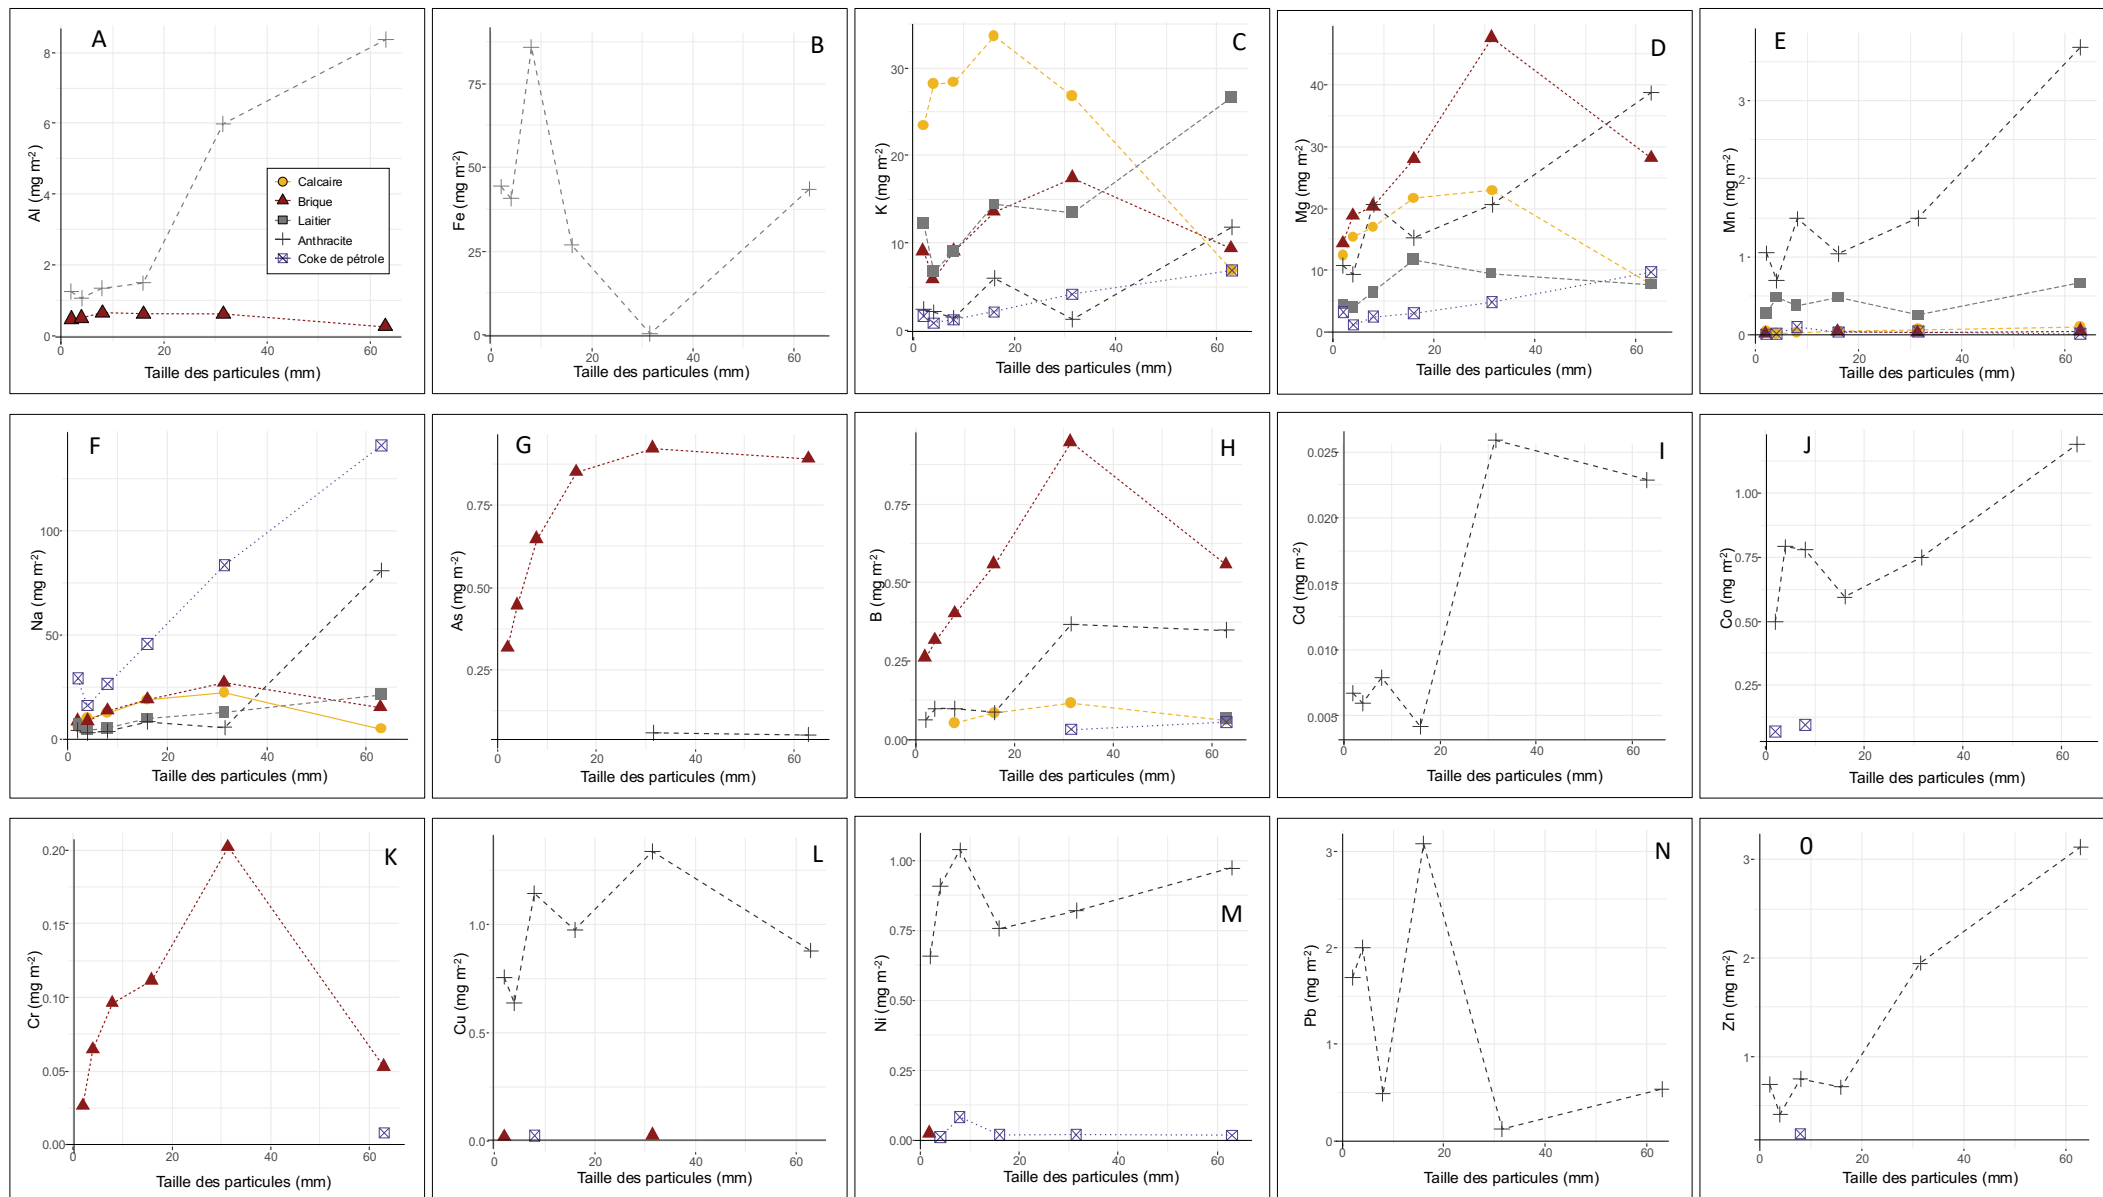 A
Al (mg m-2)
8
6
4
2
0
0 20 40 60
Taille des particules (mm)
Calcaire
Brique
Laitier
Anthracite
Coke de pétrole
B
Fe (mg m-2)
75
50
25
0
0 20 40 60
Taille des particules (mm)
C
K (mg m-2)
30
20
10
0
0 20 40 60
Taille des particules (mm)
D
Mg (mg m-2)
40
30
20
10
0
0 20 40 60
Taille des particules (mm)
E
Mn (mg m-2)
3
2
1
0
0 20 40 60
Taille des particules (mm)
F
Na (mg m-2)
100
50
0
0 20 40 60
Taille des particules (mm)
G
As (mg m-2)
0.75
0.50
0.25
0 20 40 60
Taille des particules (mm)
H
B (mg m-2)
0.75
0.50
0.25
0.00
0 20 40 60
Taille des particules (mm)
I
Cd (mg m-2)
0.025
0.020
0.015
0.010
0.005
0 20 40 60
Taille des particules (mm)
J
Co (mg m-2)
1.00
0.75
0.50
0.25
0 20 40 60
Taille des particules (mm)
K
Cr (mg m-2)
0.20
0.15
0.10
0.05
0.00
0 20 40 60
Taille des particules (mm)
L
Cu (mg m-2)
1.0
0.5
0.0
0 20 40 60
Taille des particules (mm)
M
Ni (mg m-2)
1.00
0.75
0.50
0.25
0.00
0 20 40 60
Taille des particules (mm)
N
Pb (mg m-2)
3
2
1
0
0 20 40 60
Taille des particules (mm)
0
Zn (mg m-2)
3
2
1
0 20 40 60
Taille des particules (mm)